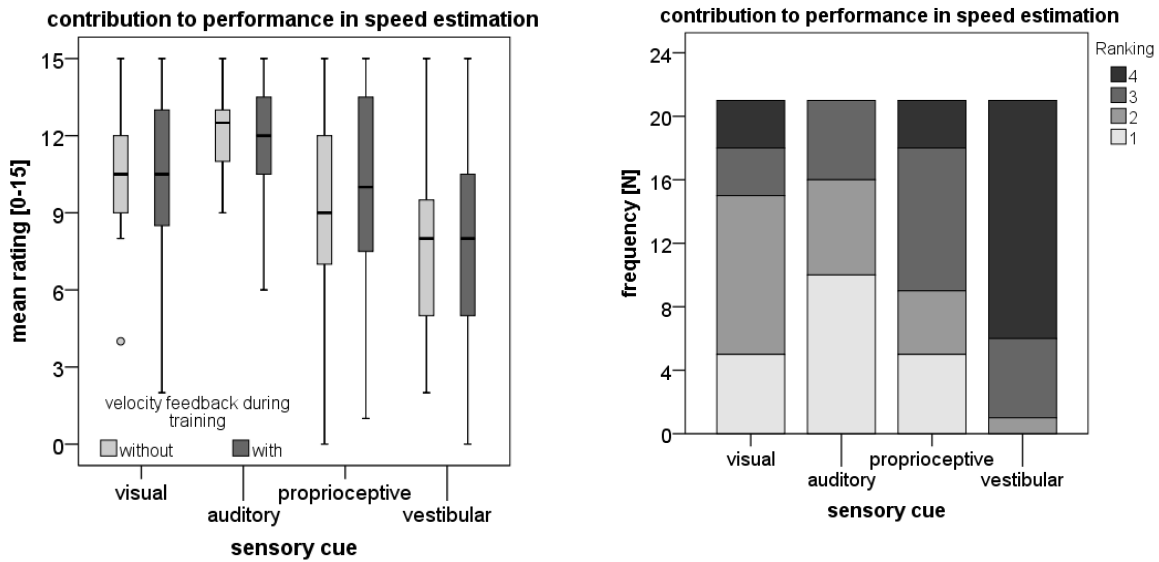 contribution to performance in speed estimation
mean rating [0-15]
15
12
9
6
3
0
velocity feedback during
training
without
with
visual
auditory
proprioceptive
vestibular
sensory cue
contribution to performance in speed estimation
frequency [N]
24
20
16
12
8
4
0
Ranking
4
3
2
1
visual
auditory
proprioceptive
vestibular
sensory cue